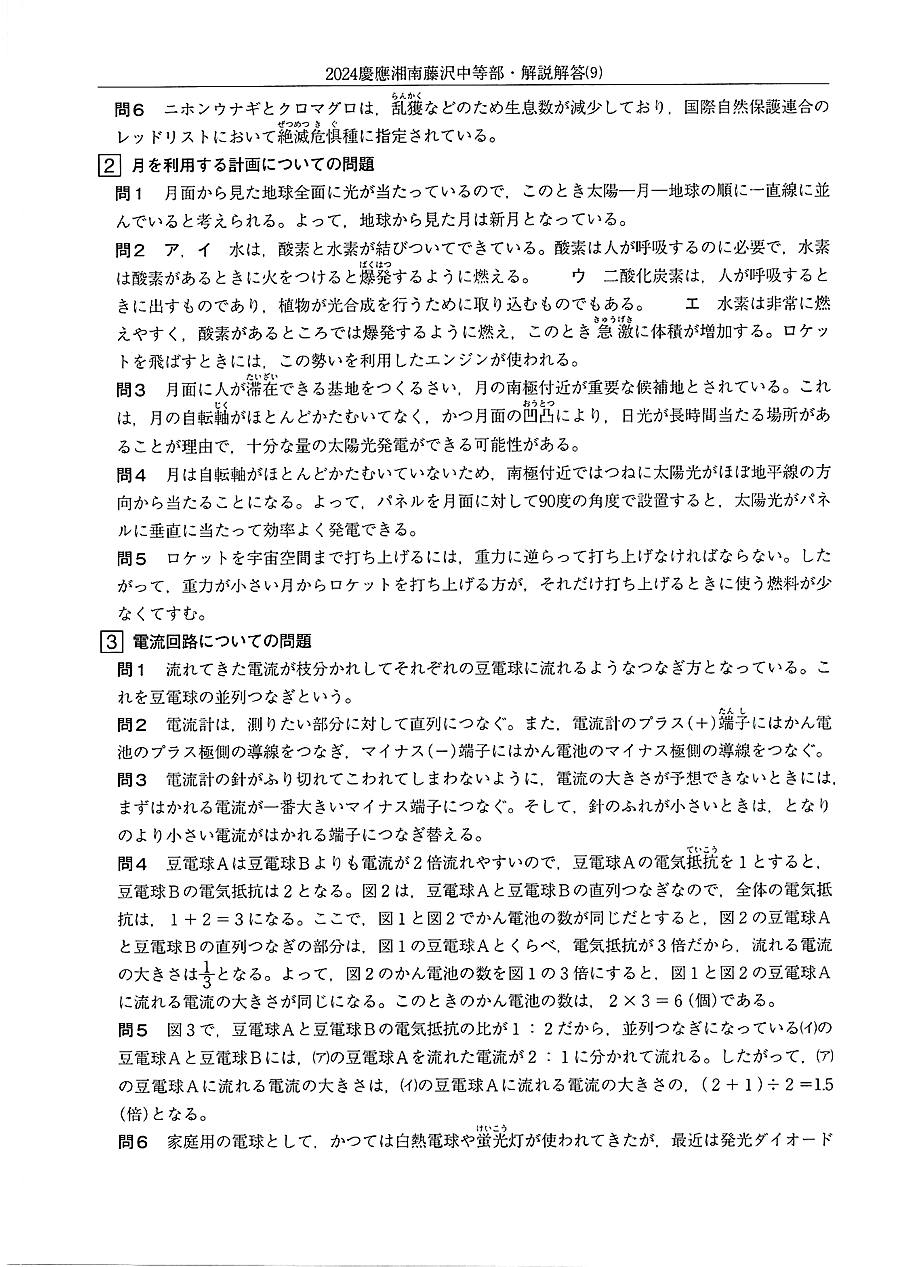 2024慶應湘南藤沢中等部・解説解答(9)
問6 ニホンウナギとクロマグロは，乱獲などのため生息数が減少しており，国際自然保護連合の
レッドリストにおいて絶滅危惧種に指定されている。
2 月を利用する計画についての問題
問1 月面から見た地球全面に光が当たっているので，このとき太陽―月―地球の順に一直線に並
んでいると考えられる。よって，地球から見た月は新月となっている。
問2 ア，イ 水は，酸素と水素が結びついてできている。酸素は人が呼吸するのに必要で，水素
は酸素があるときに火をつけると爆発するように燃える。 ウ 二酸化炭素は，人が呼吸すると
きに出すものであり，植物が光合成を行うために取り込むものでもある。 エ 水素は非常に燃
えやすく，酸素があるところでは爆発するように燃え，このとき急激に体積が増加する。ロケッ
トを飛ばすときには，この勢いを利用したエンジンが使われる。
問3 月面に人が滞在できる基地をつくるさい，月の南極付近が重要な候補地とされている。これ
は，月の自転軸がほとんどかたむいてなく，かつ月面の凹凸により，日光が長時間当たる場所があ
ることが理由で，十分な量の太陽光発電ができる可能性がある。
問4 月は自転軸がほとんどかたむいていないため，南極付近ではつねに太陽光がほぼ地平線の方
向から当たることになる。よって，パネルを月面に対して90度の角度で設置すると，太陽光がパネ
ルに垂直に当たって効率よく発電できる。
問5 ロケットを宇宙空間まで打ち上げるには，重力に逆らって打ち上げなければならない。した
がって，重力が小さい月からロケットを打ち上げる方が，それだけ打ち上げるときに使う燃料が少
なくてすむ。
3 電流回路についての問題
問1 流れてきた電流が枝分かれしてそれぞれの豆電球に流れるようなつなぎ方となっている。こ
れを豆電球の並列つなぎという。
問2 電流計は，測りたい部分に対して直列につなぐ。また，電流計のプラス(＋)端子にはかん電
池のプラス極側の導線をつなぎ，マイナス(－)端子にはかん電池のマイナス極側の導線をつなぐ。
問3 電流計の針がふり切れてこわれてしまわないように，電流の大きさが予想できないときには，
まずはかれる電流が一番大きいマイナス端子につなぐ。そして，針のふれが小さいときは，となり
のより小さい電流がはかれる端子につなぎ替える。
問4 豆電球Aは豆電球Bよりも電流が2倍流れやすいので，豆電球Aの電気抵抗を1とすると，
豆電球Bの電気抵抗は2となる。図2は，豆電球Aと豆電球Bの直列つなぎなので，全体の電気抵
抗は，1＋2＝3になる。ここで，図1と図2でかん電池の数が同じだとすると，図2の豆電球A
と豆電球Bの直列つなぎの部分は，図1の豆電球Aとくらべ，電気抵抗が3倍だから，流れる電流
の大きさは1/3となる。よって，図2のかん電池の数を図1の3倍にすると，図1と図2の豆電球A
に流れる電流の大きさが同じになる。このときのかん電池の数は，2×3＝6(個)である。
問5 図3で，豆電球Aと豆電球Bの電気抵抗の比が1：2だから，並列つなぎになっている(イ)の
豆電球Aと豆電球Bには，(ア)の豆電球Aを流れた電流が2：1に分かれて流れる。したがって，(ア)
の豆電球Aに流れる電流の大きさは，(イ)の豆電球Aに流れる電流の大きさの，(2＋1)÷2＝1.5
(倍)となる。
問6 家庭用の電球として，かつては白熱電球や蛍光灯が使われてきたが，最近は発光ダイオード